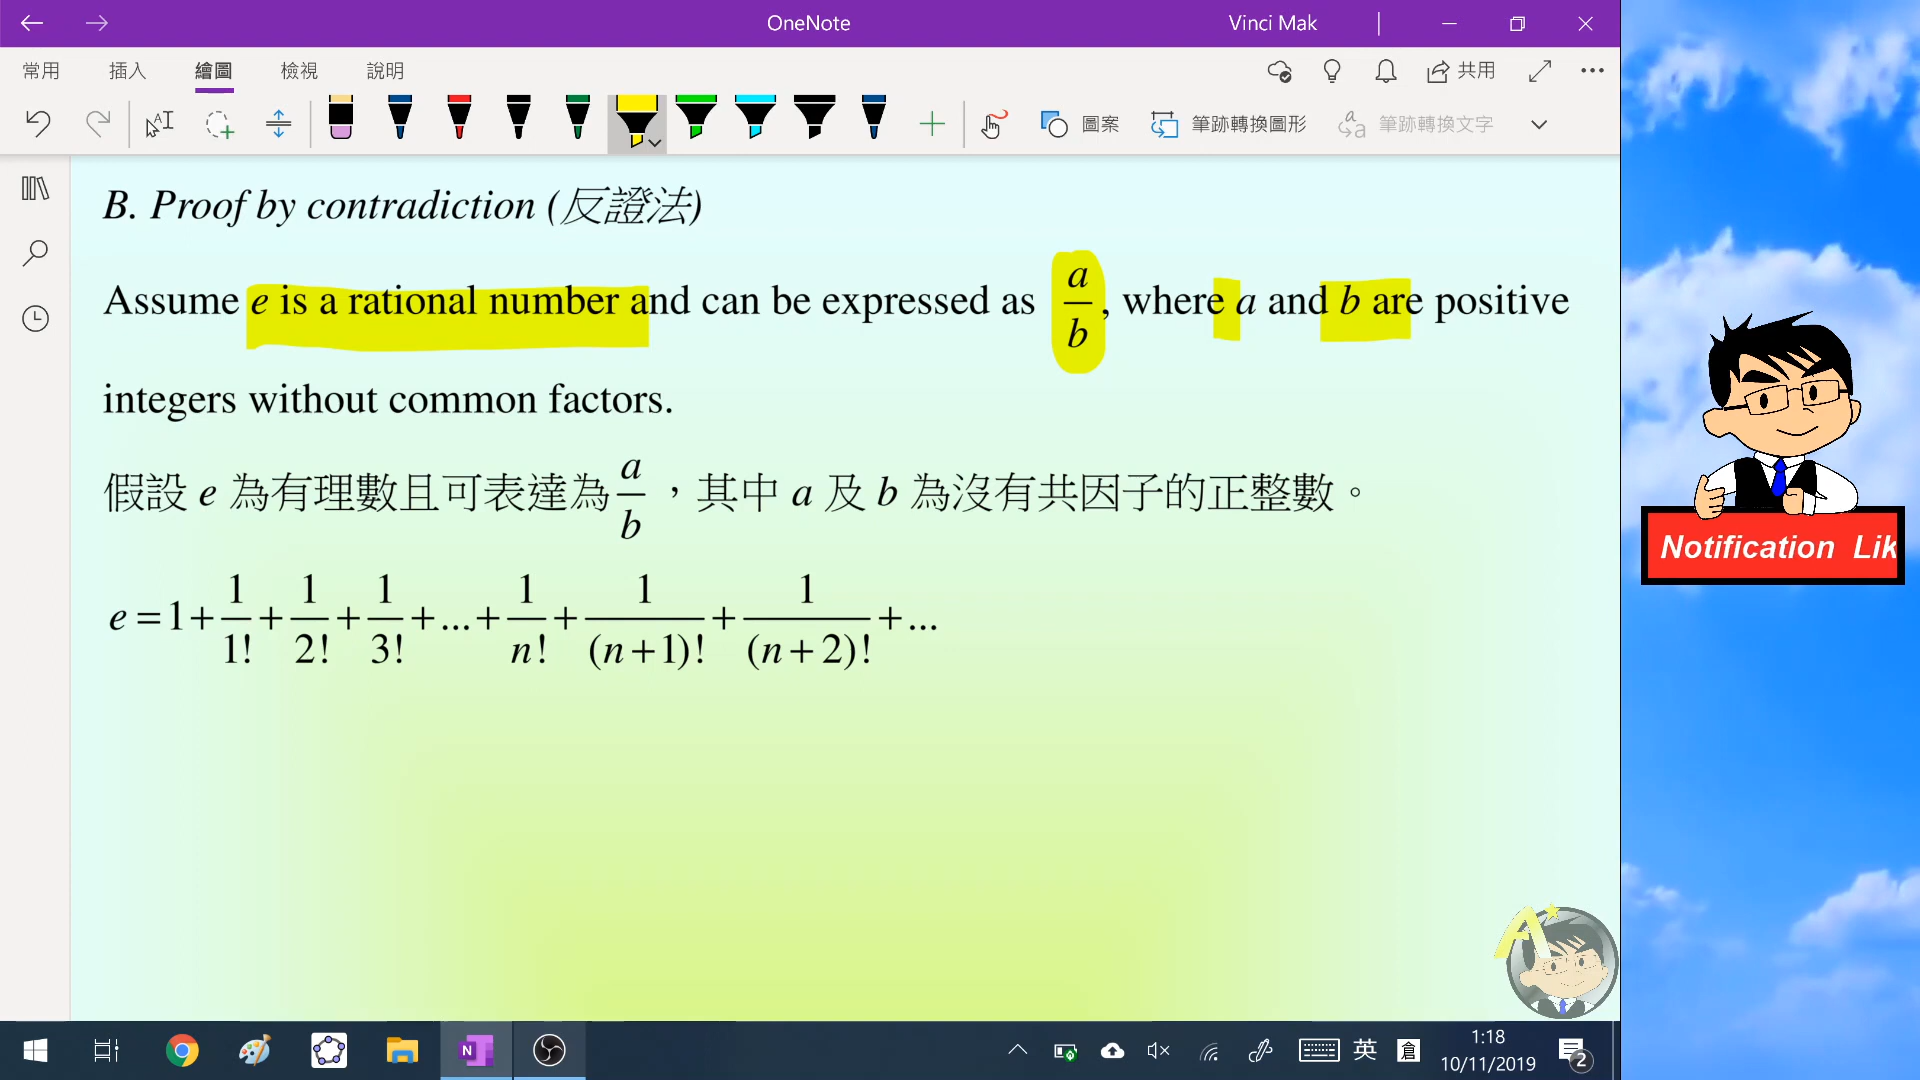 OneNote
Vinci Mak
常用 插入 繪圖 檢視 說明
共用
圖案 筆跡轉換圖形 筆跡轉換文字
B. Proof by contradiction (反證法)
Assume e is a rational number and can be expressed as a/b, where a and b are positive
integers without common factors.
假設 e 為有理數且可表達為 a/b ，其中 a 及 b 為沒有共因子的正整數。
e = 1 + 1/1! + 1/2! + 1/3! + ... + 1/n! + 1/(n+1)! + 1/(n+2)! + ...
Notification Lik
A
英 倉
1:18
10/11/2019
2